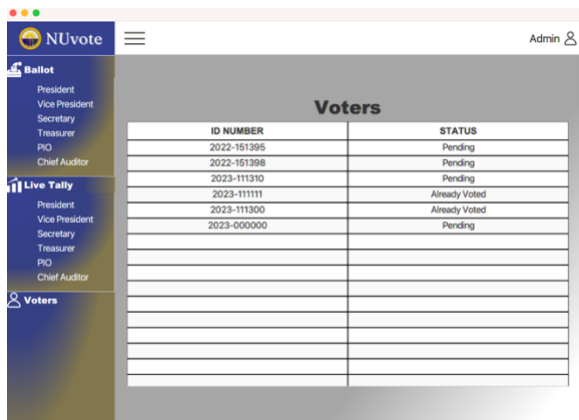 NUvote
Admin
Ballot
President
Vice President
Secretary
Treasurer
PIO
Chief Auditor
Live Tally
President
Vice President
Secretary
Treasurer
PIO
Chief Auditor
Voters
Voters
ID NUMBER STATUS
2022-151395 Pending
2022-151398 Pending
2023-111310 Pending
2023-111111 Already Voted
2023-111300 Already Voted
2023-000000 Pending